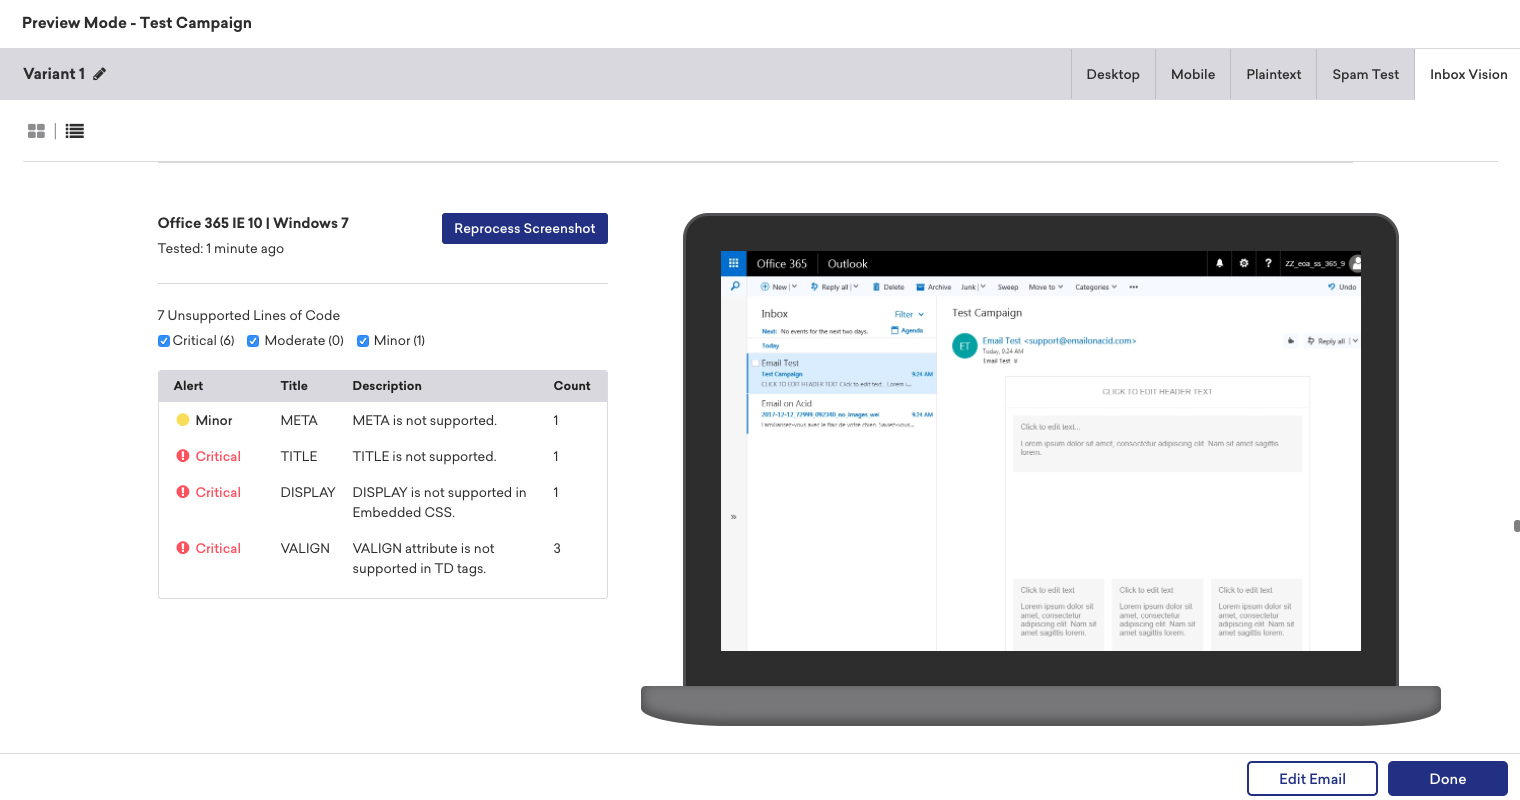 Preview Mode - Test Campaign
Variant 1
Desktop
Mobile
Plaintext
Spam Test
Inbox Vision
Office 365 IE 10 | Windows 7
Tested: 1 minute ago
Reprocess Screenshot
7 Unsupported Lines of Code
Critical (6) Moderate (0) Minor (1)
Alert Title Description Count
Minor META META is not supported. 1
Critical TITLE TITLE is not supported. 1
Critical DISPLAY DISPLAY is not supported in 1
Embedded CSS.
Critical VALIGN VALIGN attribute is not 3
supported in TD tags.
Office 365 Outlook
? ZZ_eoa_ss_365_9
New | Reply all | Delete Archive Junk | Sweep Move to Categories ••• Undo
Inbox Filter
Next: No events for the next two days. Agenda
Today
Email Test
Test Campaign 9:24 AM
CLICK TO EDIT HEADER TEXT Click to edit text... Lorem i...
Email on Acid
2017-12-12_72999_092340_no_images_wei 9:24 AM
»
Test Campaign
ET
Email Test <support@emailonacid.com>
Today, 9:24 AM
Email Test
Reply all |
CLICK TO EDIT HEADER TEXT
Click to edit text...
Lorem ipsum dolor sit amet, consectetur adipiscing elit. Nam sit amet sagittis
lorem.
Click to edit text
Lorem ipsum dolor sit
amet, consectetur
adipiscing elit. Nam sit
amet sagittis lorem.
Click to edit text
Lorem ipsum dolor sit
amet, consectetur
adipiscing elit. Nam sit
amet sagittis lorem.
Click to edit text
Lorem ipsum dolor sit
amet, consectetur
adipiscing elit. Nam sit
amet sagittis lorem.
Edit Email
Done